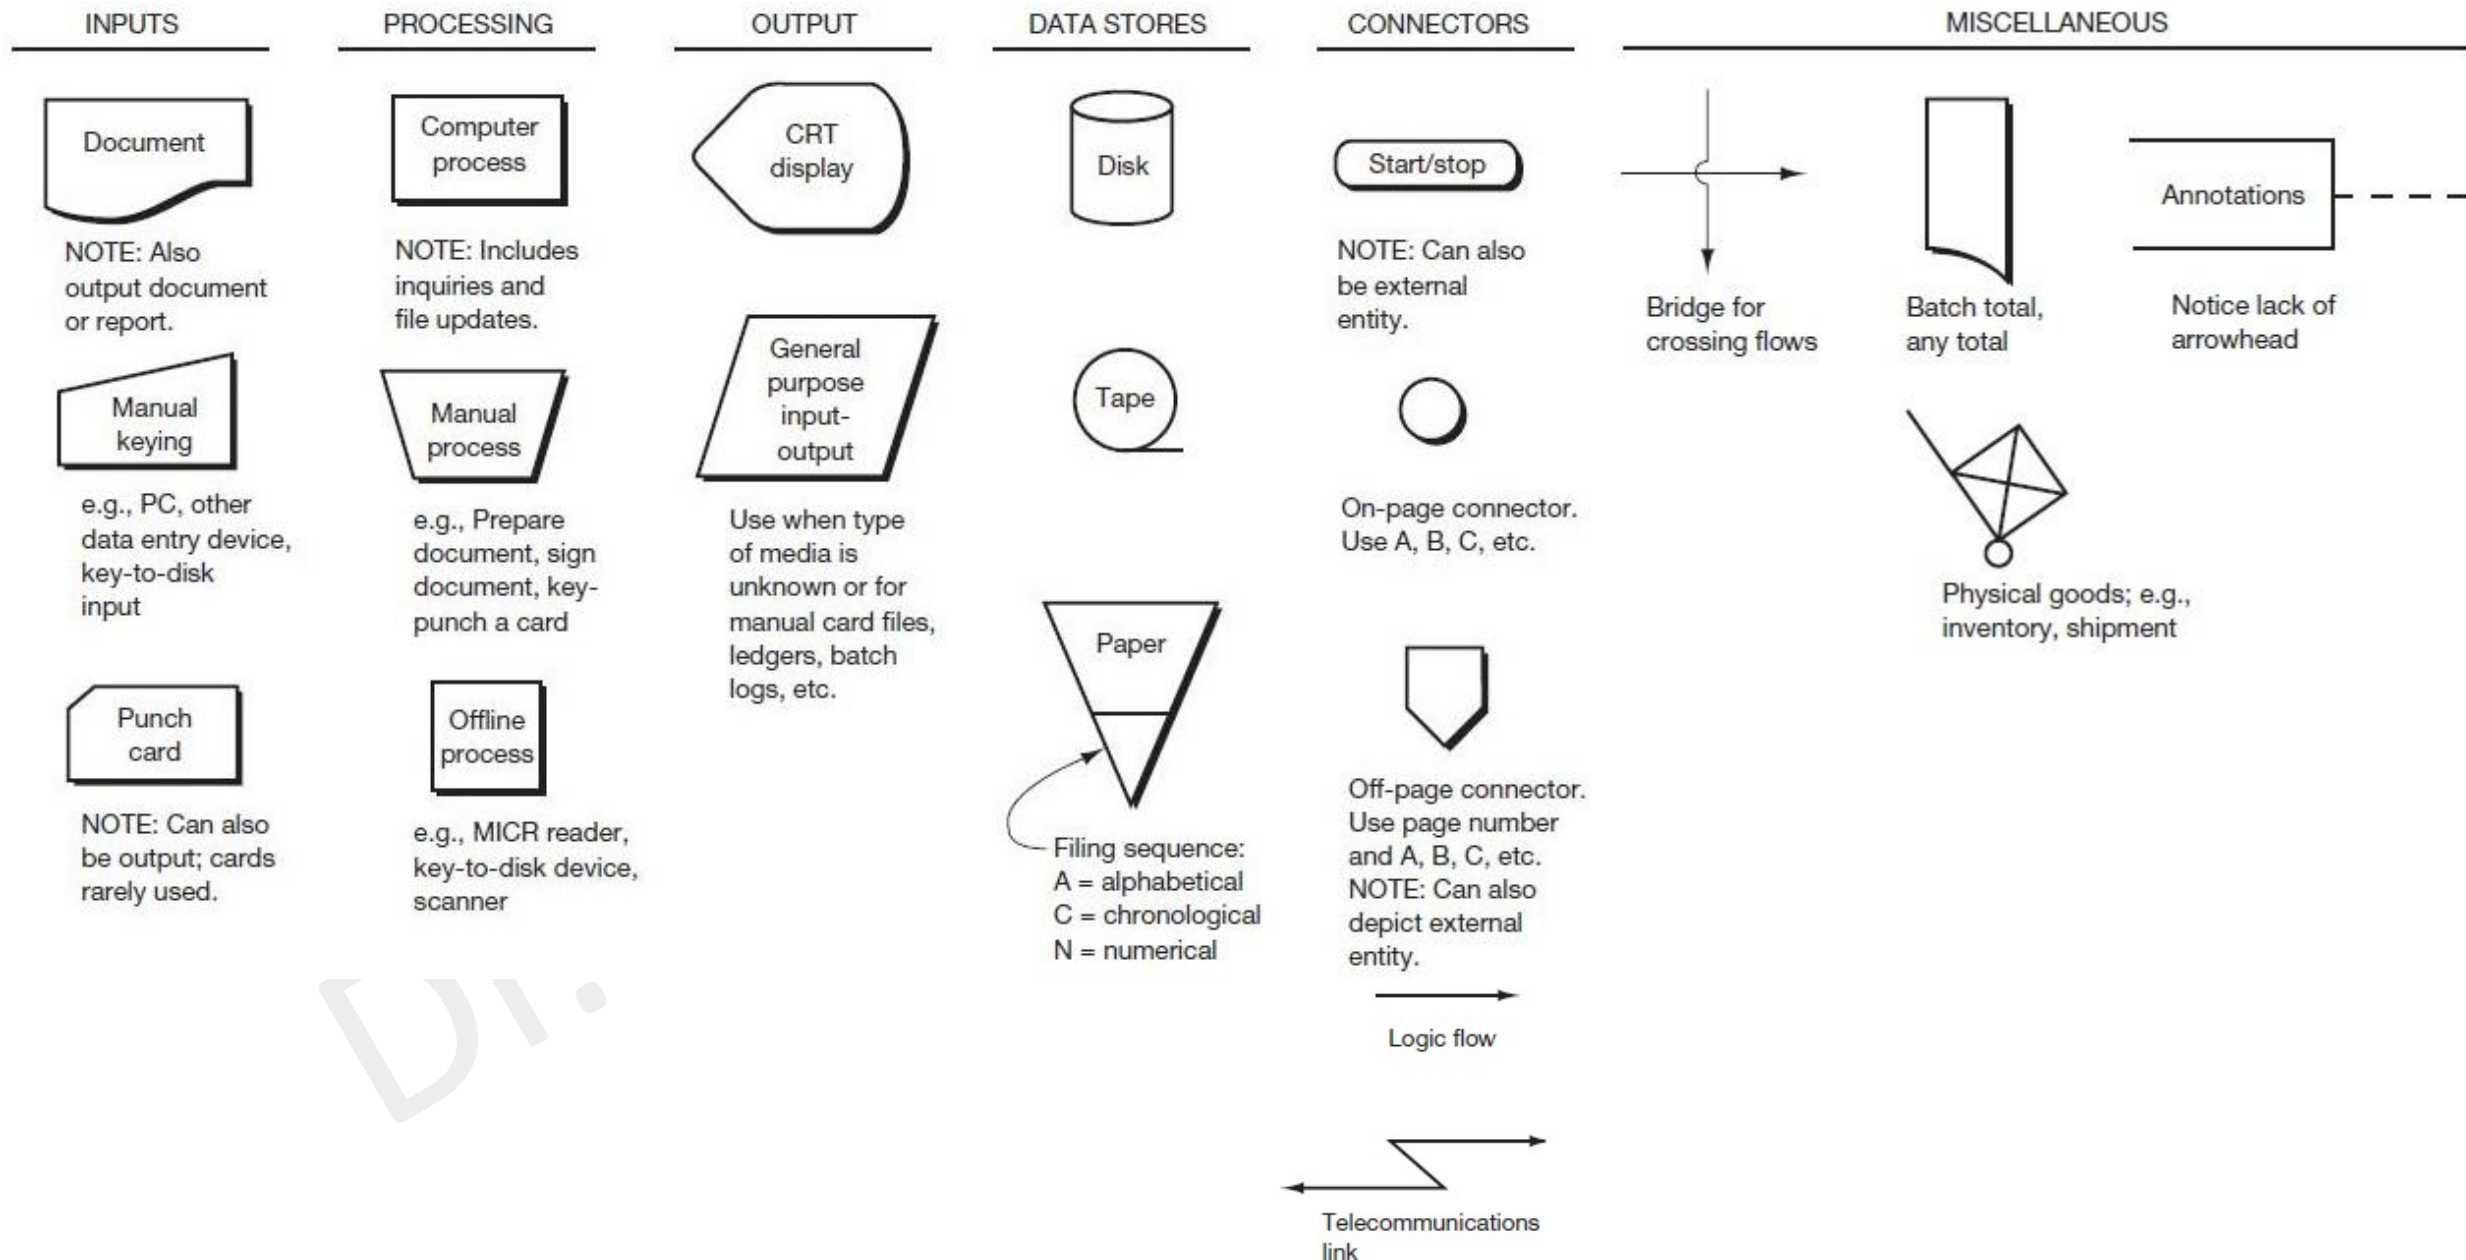 INPUTS
Document
NOTE: Also
output document
or report.
Manual
keying
e.g., PC, other
data entry device,
key-to-disk
input
Punch
card
NOTE: Can also
be output; cards
rarely used.
PROCESSING
Computer
process
NOTE: Includes
inquiries and
file updates.
Manual
process
e.g., Prepare
document, sign
document, key-
punch a card
Offline
process
e.g., MICR reader,
key-to-disk device,
scanner
OUTPUT
CRT
display
General
purpose
input-
output
Use when type
of media is
unknown or for
manual card files,
ledgers, batch
logs, etc.
DATA STORES
Disk
Tape
Paper
Filing sequence:
A = alphabetical
C = chronological
N = numerical
CONNECTORS
Start/stop
NOTE: Can also
be external
entity.
On-page connector.
Use A, B, C, etc.
Off-page connector.
Use page number
and A, B, C, etc.
NOTE: Can also
depict external
entity.
Logic flow
Telecommunications
link
MISCELLANEOUS
Bridge for
crossing flows
Batch total,
any total
Annotations
Notice lack of
arrowhead
Physical goods; e.g.,
inventory, shipment